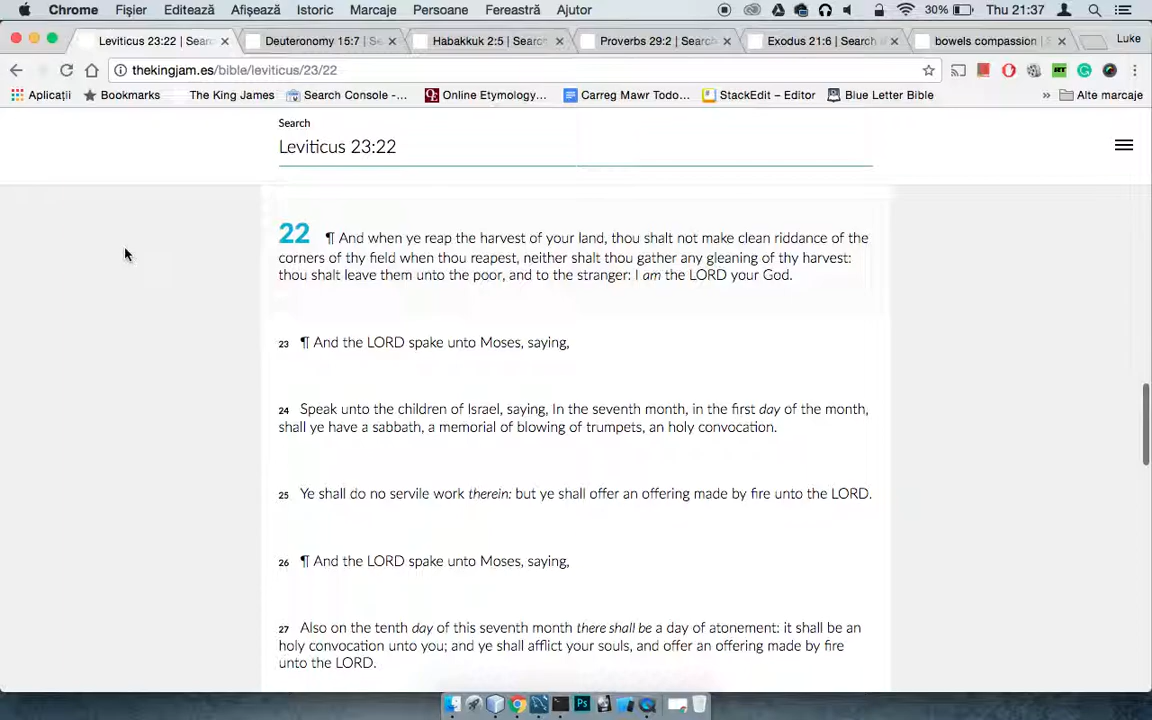 Chrome Fișier Editează Afișează Istoric Marcaje Persoane Fereastră Ajutor 30% Thu 21:37
Leviticus 23:22 | Sear Deuteronomy 15:7 | Se Habakkuk 2:5 | Search Proverbs 29:2 | Search Exodus 21:6 | Search bowels compassion | S Luke
thekingjam.es/bible/leviticus/23/22
Aplicații Bookmarks The King James Search Console -... Online Etymology... Carreg Mawr Todo... StackEdit – Editor Blue Letter Bible » Alte marcaje
Search
Leviticus 23:22
22 ¶ And when ye reap the harvest of your land, thou shalt not make clean riddance of the
corners of thy field when thou reapest, neither shalt thou gather any gleaning of thy harvest:
thou shalt leave them unto the poor, and to the stranger: I am the LORD your God.
23 ¶ And the LORD spake unto Moses, saying,
24 Speak unto the children of Israel, saying, In the seventh month, in the first day of the month,
shall ye have a sabbath, a memorial of blowing of trumpets, an holy convocation.
25 Ye shall do no servile work therein: but ye shall offer an offering made by fire unto the LORD.
26 ¶ And the LORD spake unto Moses, saying,
27 Also on the tenth day of this seventh month there shall be a day of atonement: it shall be an
holy convocation unto you; and ye shall afflict your souls, and offer an offering made by fire
unto the LORD.